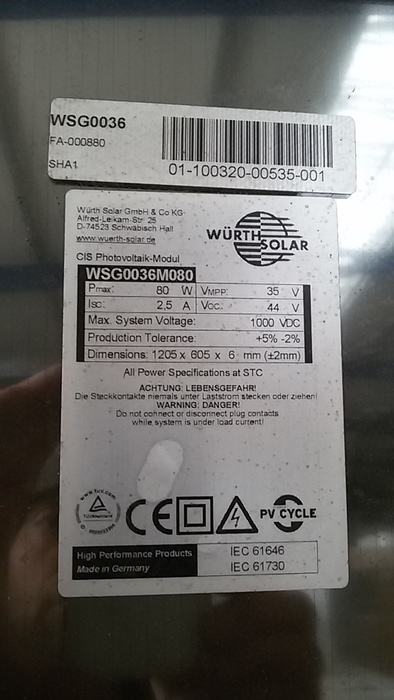 WSG0036
FA-000880
SHA1
01-100320-00535-001
Würth Solar GmbH & Co KG
Alfred-Leikam-Str. 25
D-74523 Schwäbisch Hall
www.wuerth-solar.de
WÜRTH
SOLAR
CIS Photovoltaik-Modul
WSG0036M080
Pmax: 80 W VMPP: 35 V
Isc: 2,5 A Voc: 44 V
Max. System Voltage: 1000 VDC
Production Tolerance: +5% -2%
Dimensions: 1205 x 605 x 6 mm (±2mm)
All Power Specifications at STC
ACHTUNG: LEBENSGEFAHR!
Die Steckkontakte niemals unter Laststrom stecken oder ziehen!
WARNING: DANGER!
Do not connect or disconnect plug contacts
while system is under load current!
www.tuv.com
CE
PV CYCLE
High Performance Products
Made in Germany
IEC 61646
IEC 61730